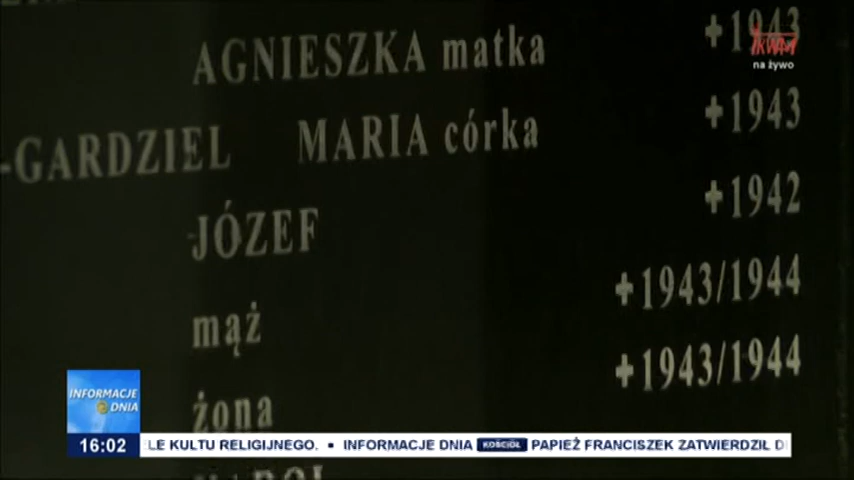 AGNIESZKA matka +1943
-GARDZIEL MARIA córka +1943
JÓZEF +1942
mąż +1943/1944
żona +1943/1944
TRWAM
na żywo
INFORMACJE
DNIA
16:02 LE KULTU RELIGIJNEGO. • INFORMACJE DNIA KOŚCIÓŁ PAPIEŻ FRANCISZEK ZATWIERDZIŁ D